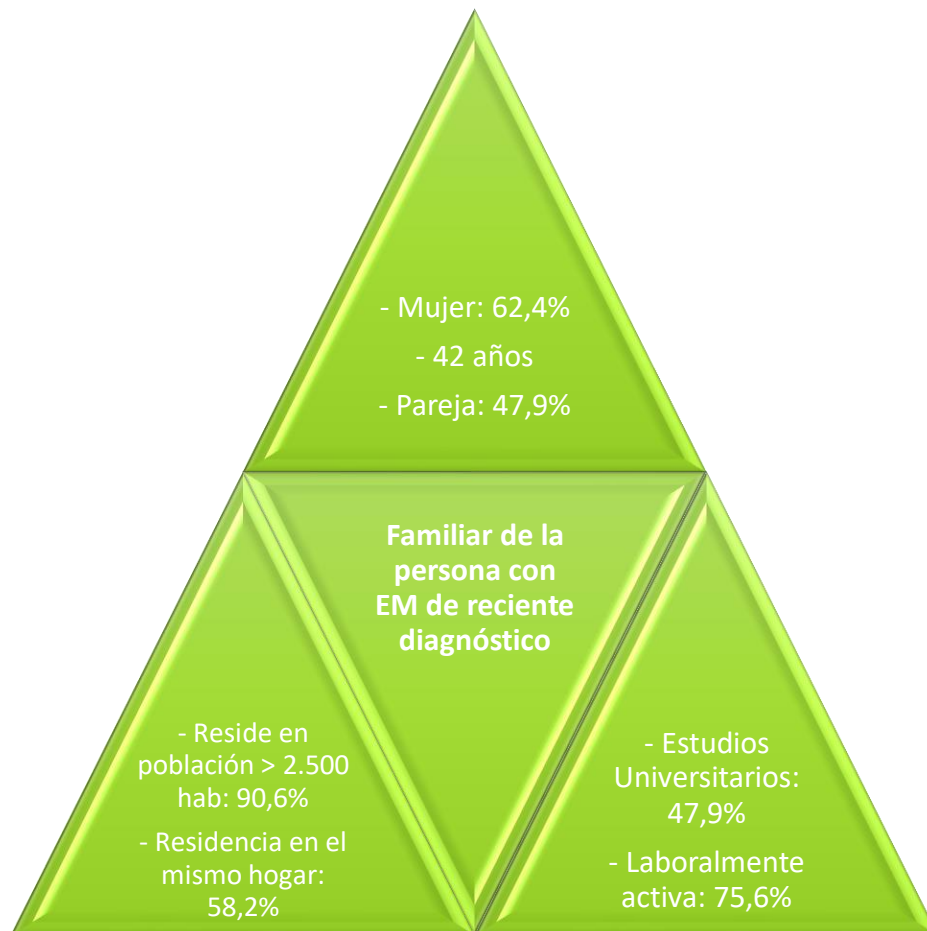 - Mujer: 62,4%
- 42 años
- Pareja: 47,9%
Familiar de la
persona con
EM de reciente
diagnóstico
- Reside en
población > 2.500
hab: 90,6%
- Residencia en el
mismo hogar:
58,2%
- Estudios
Universitarios:
47,9%
- Laboralmente
activa: 75,6%